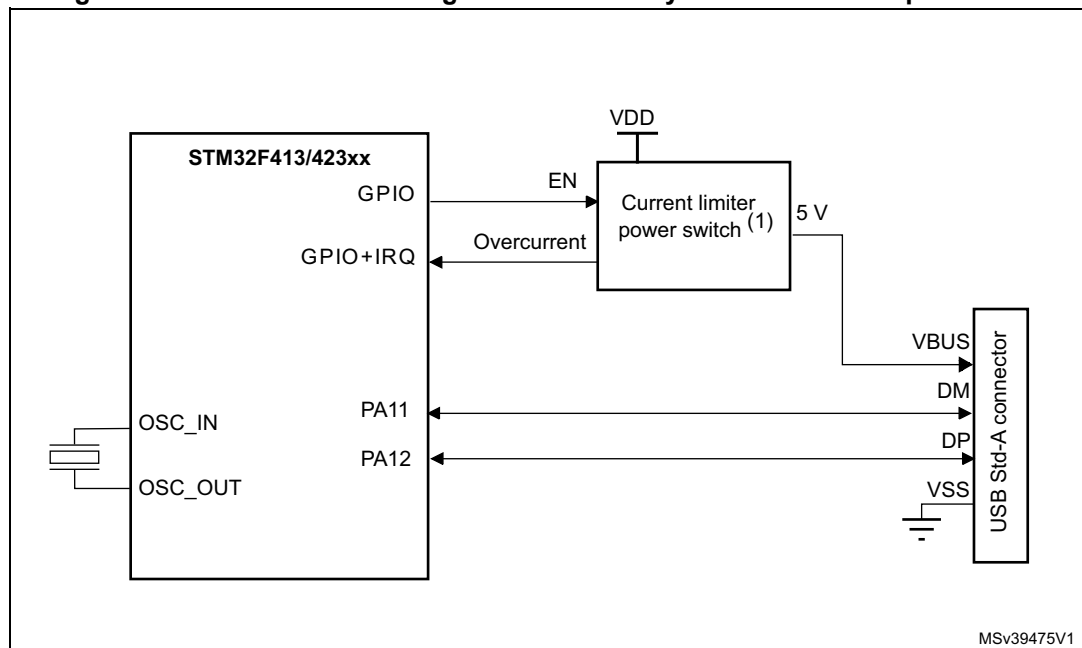 VDD
STM32F413/423xx
GPIO
EN
Current limiter
power switch (1)
5 V
Overcurrent
GPIO+IRQ
VBUS
DM
PA11
OSC_IN
DP
PA12
OSC_OUT
VSS
USB Std-A connector
MSv39475V1